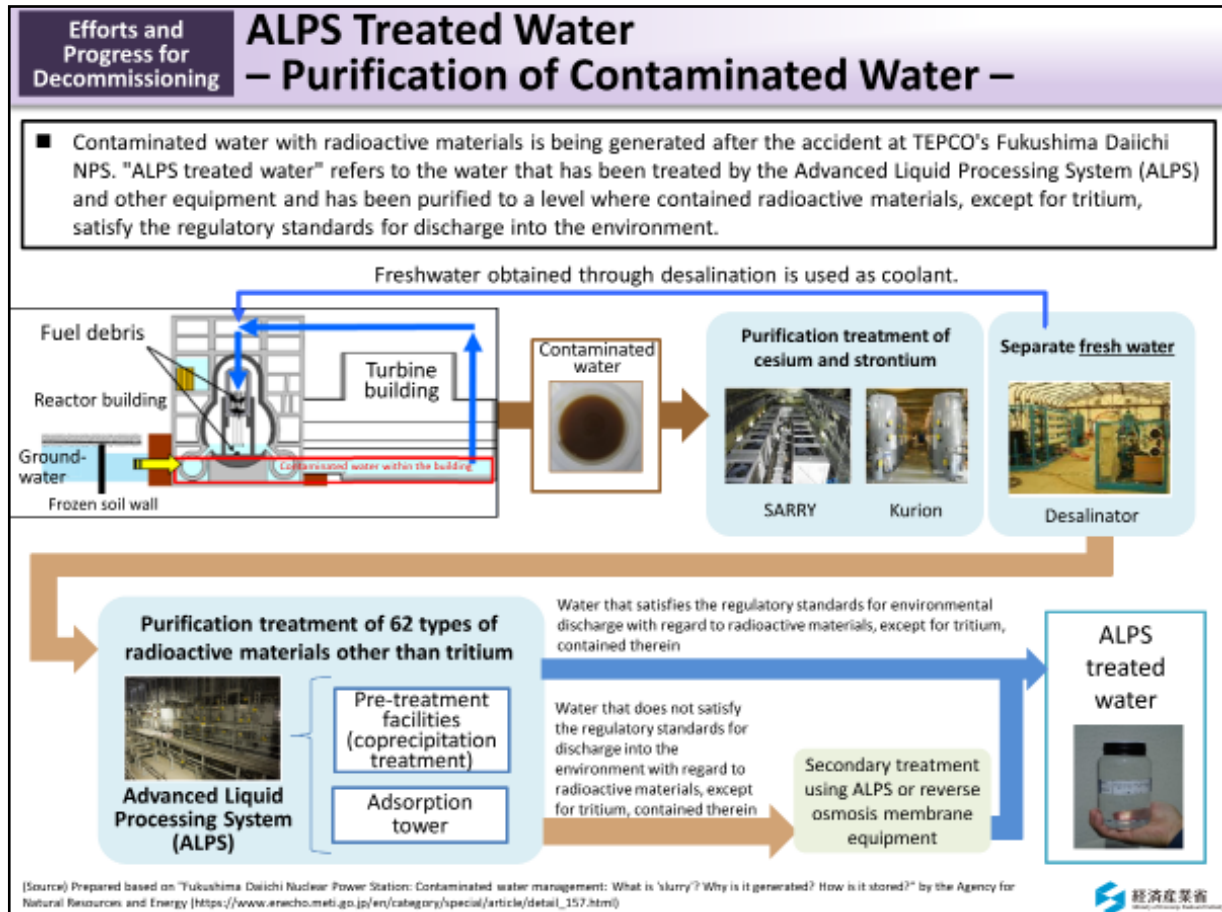 Efforts and
Progress for
Decommissioning
ALPS Treated Water
– Purification of Contaminated Water –
■ Contaminated water with radioactive materials is being generated after the accident at TEPCO's Fukushima Daiichi
NPS. "ALPS treated water" refers to the water that has been treated by the Advanced Liquid Processing System (ALPS)
and other equipment and has been purified to a level where contained radioactive materials, except for tritium,
satisfy the regulatory standards for discharge into the environment.
Freshwater obtained through desalination is used as coolant.
Fuel debris
Reactor building
Turbine
building
Ground-
water
Frozen soil wall
Contaminated water within the building
Contaminated
water
Purification treatment of
cesium and strontium
SARRY
Kurion
Separate fresh water
Desalinator
Purification treatment of 62 types of
radioactive materials other than tritium
Advanced Liquid
Processing System
(ALPS)
Pre-treatment
facilities
(coprecipitation
treatment)
Adsorption
tower
Water that satisfies the regulatory standards for environmental
discharge with regard to radioactive materials, except for tritium,
contained therein
Water that does not satisfy
the regulatory standards for
discharge into the
environment with regard to
radioactive materials, except
for tritium, contained therein
Secondary treatment
using ALPS or reverse
osmosis membrane
equipment
ALPS
treated
water
(Source) Prepared based on "Fukushima Daiichi Nuclear Power Station: Contaminated water management: What is 'slurry'? Why is it generated? How is it stored?" by the Agency for
Natural Resources and Energy (https://www.enecho.meti.go.jp/en/category/special/article/detail_157.html)
経済産業省